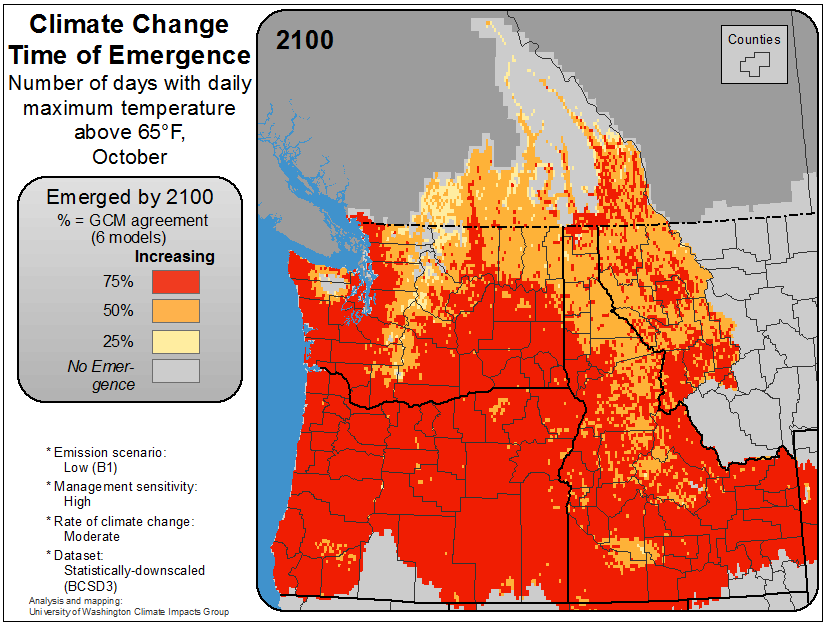 Climate Change
Time of Emergence
Number of days with daily
maximum temperature
above 65°F,
October
Emerged by 2100
% = GCM agreement
(6 models)
Increasing
75%
50%
25%
No Emer-
gence
* Emission scenario:
Low (B1)
* Management sensitivity:
High
* Rate of climate change:
Moderate
* Dataset:
Statistically-downscaled
(BCSD3)
Analysis and mapping:
University of Washington Climate Impacts Group
2100
Counties